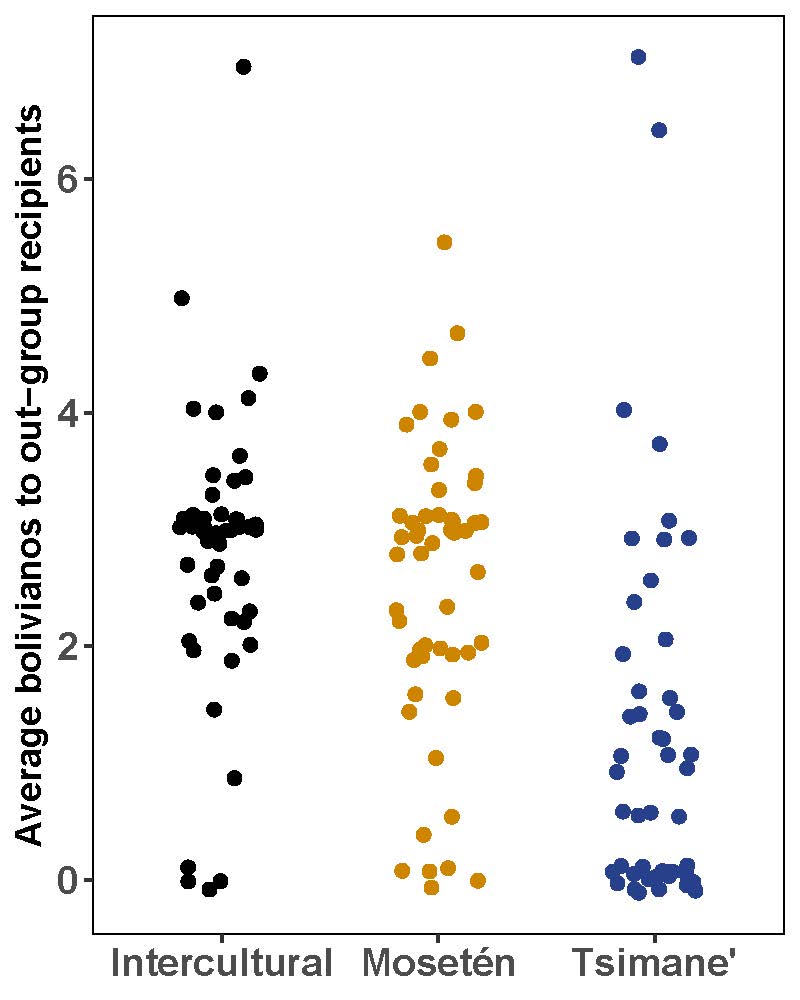 Average bolivianos to out−group recipients
6
4
2
0
Intercultural Mosetén Tsimane'